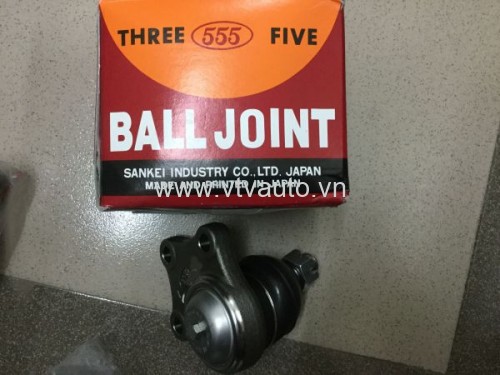 THREE 555 FIVE
BALL JOINT
SANKEI INDUSTRY CO.,LTD. JAPAN
MADE AND PRINTED IN JAPAN
www.vtvauto.vn